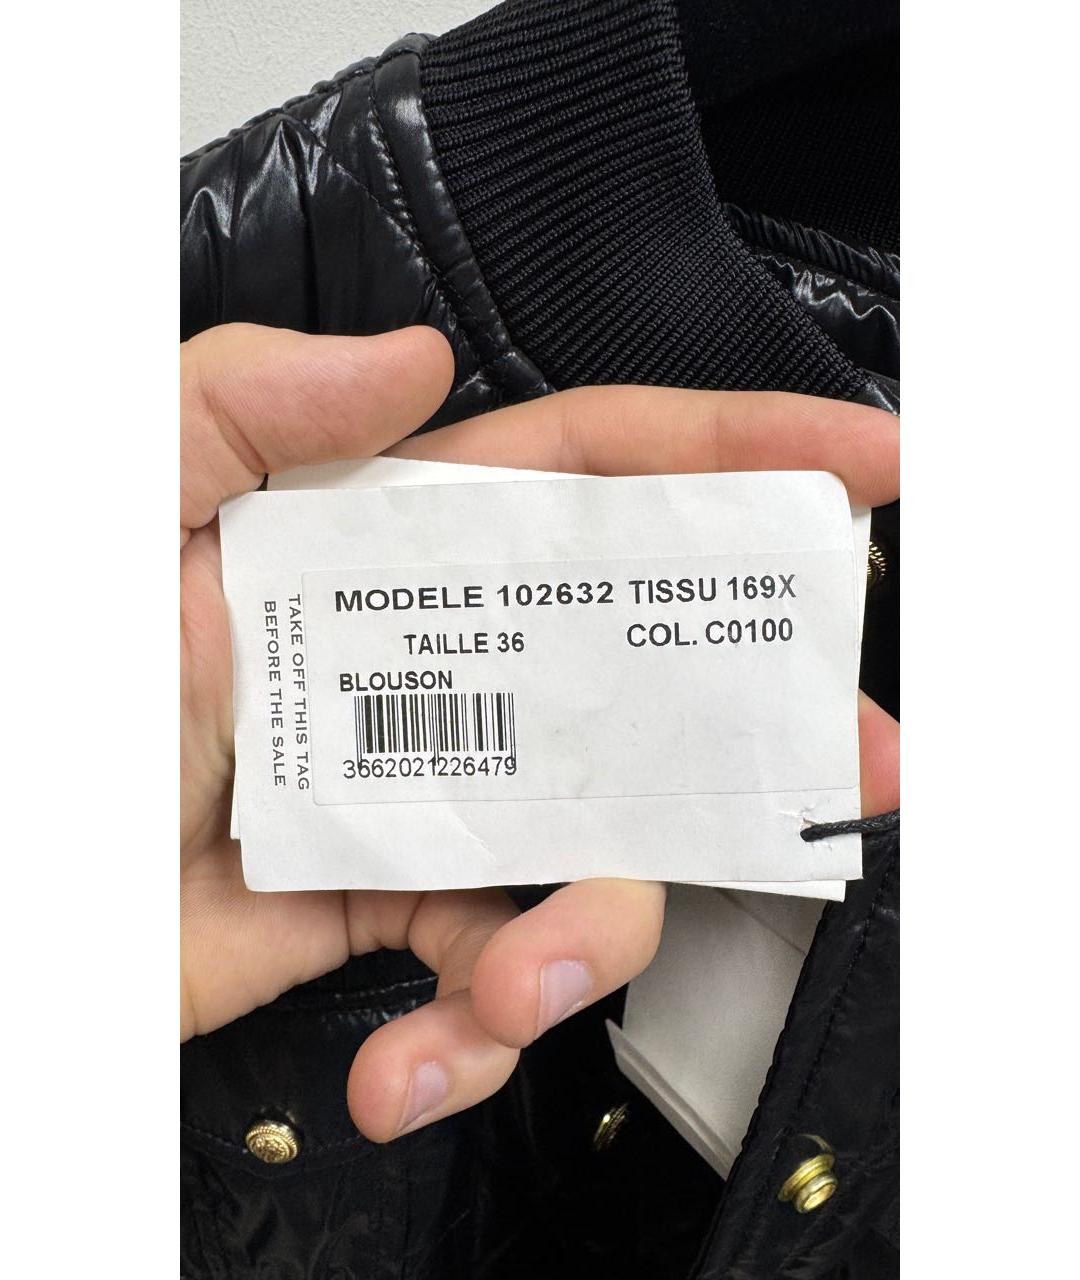 MODELE 102632 TISSU 169X
TAILLE 36 COL. C0100
BLOUSON
3662021226479
TAKE OFF THIS TAG
BEFORE THE SALE